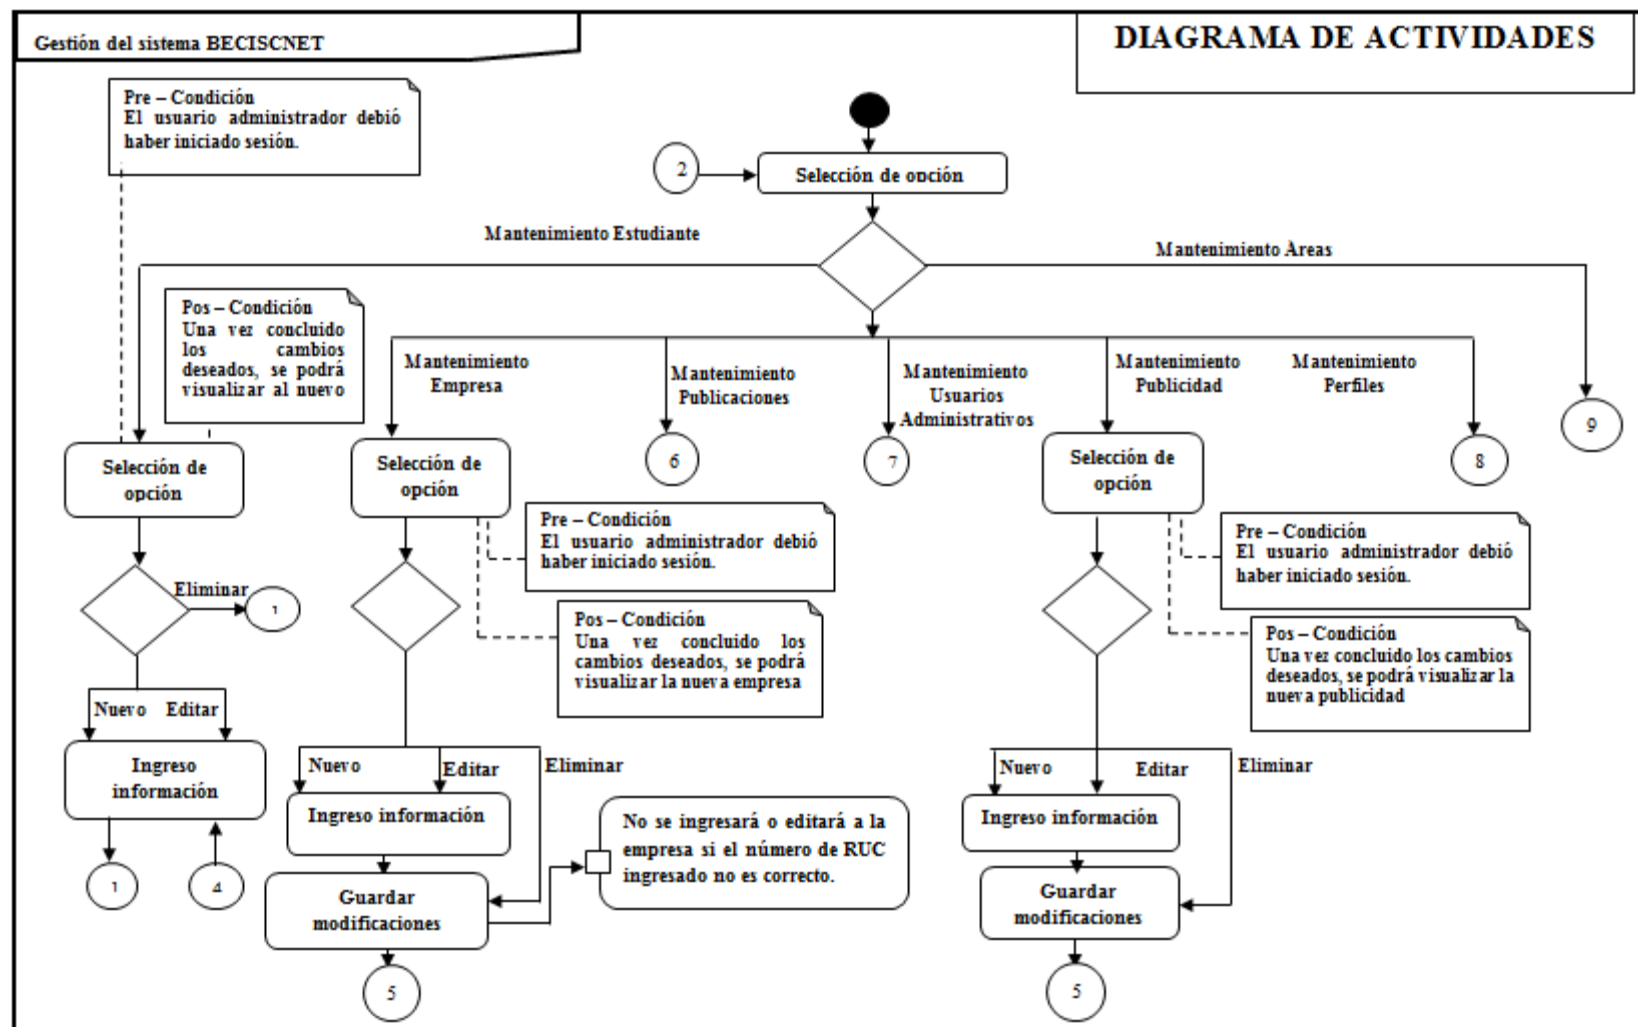 Gestión del sistema BECISCNET
DIAGRAMA DE ACTIVIDADES
Pre – Condición
El usuario administrador debió
haber iniciado sesión.
2
Selección de opción
Mantenimiento Estudiante
Mantenimiento Areas
Pos – Condición
Una vez concluido
los cambios
deseados, se podrá
visualizar al nuevo
Mantenimiento
Empresa
Mantenimiento
Publicaciones
Mantenimiento
Usuarios
Administrativos
Mantenimiento
Publicidad
Mantenimiento
Perfiles
9
Selección de
opción
Selección de
opción
6
7
Selección de
opción
8
Pre – Condición
El usuario administrador debió
haber iniciado sesión.
Pre – Condición
El usuario administrador debió
haber iniciado sesión.
Eliminar
1
Pos – Condición
Una vez concluido los
cambios deseados, se podrá
visualizar la nueva empresa
Pos – Condición
Una vez concluido los cambios
deseados, se podrá visualizar la
nueva publicidad
Nuevo Editar
Ingreso
información
Nuevo
Editar
Eliminar
Nuevo
Editar
Eliminar
Ingreso información
No se ingresará o editará a la
empresa si el número de RUC
ingresado no es correcto.
Ingreso información
1
4
Guardar
modificaciones
Guardar
modificaciones
5
5